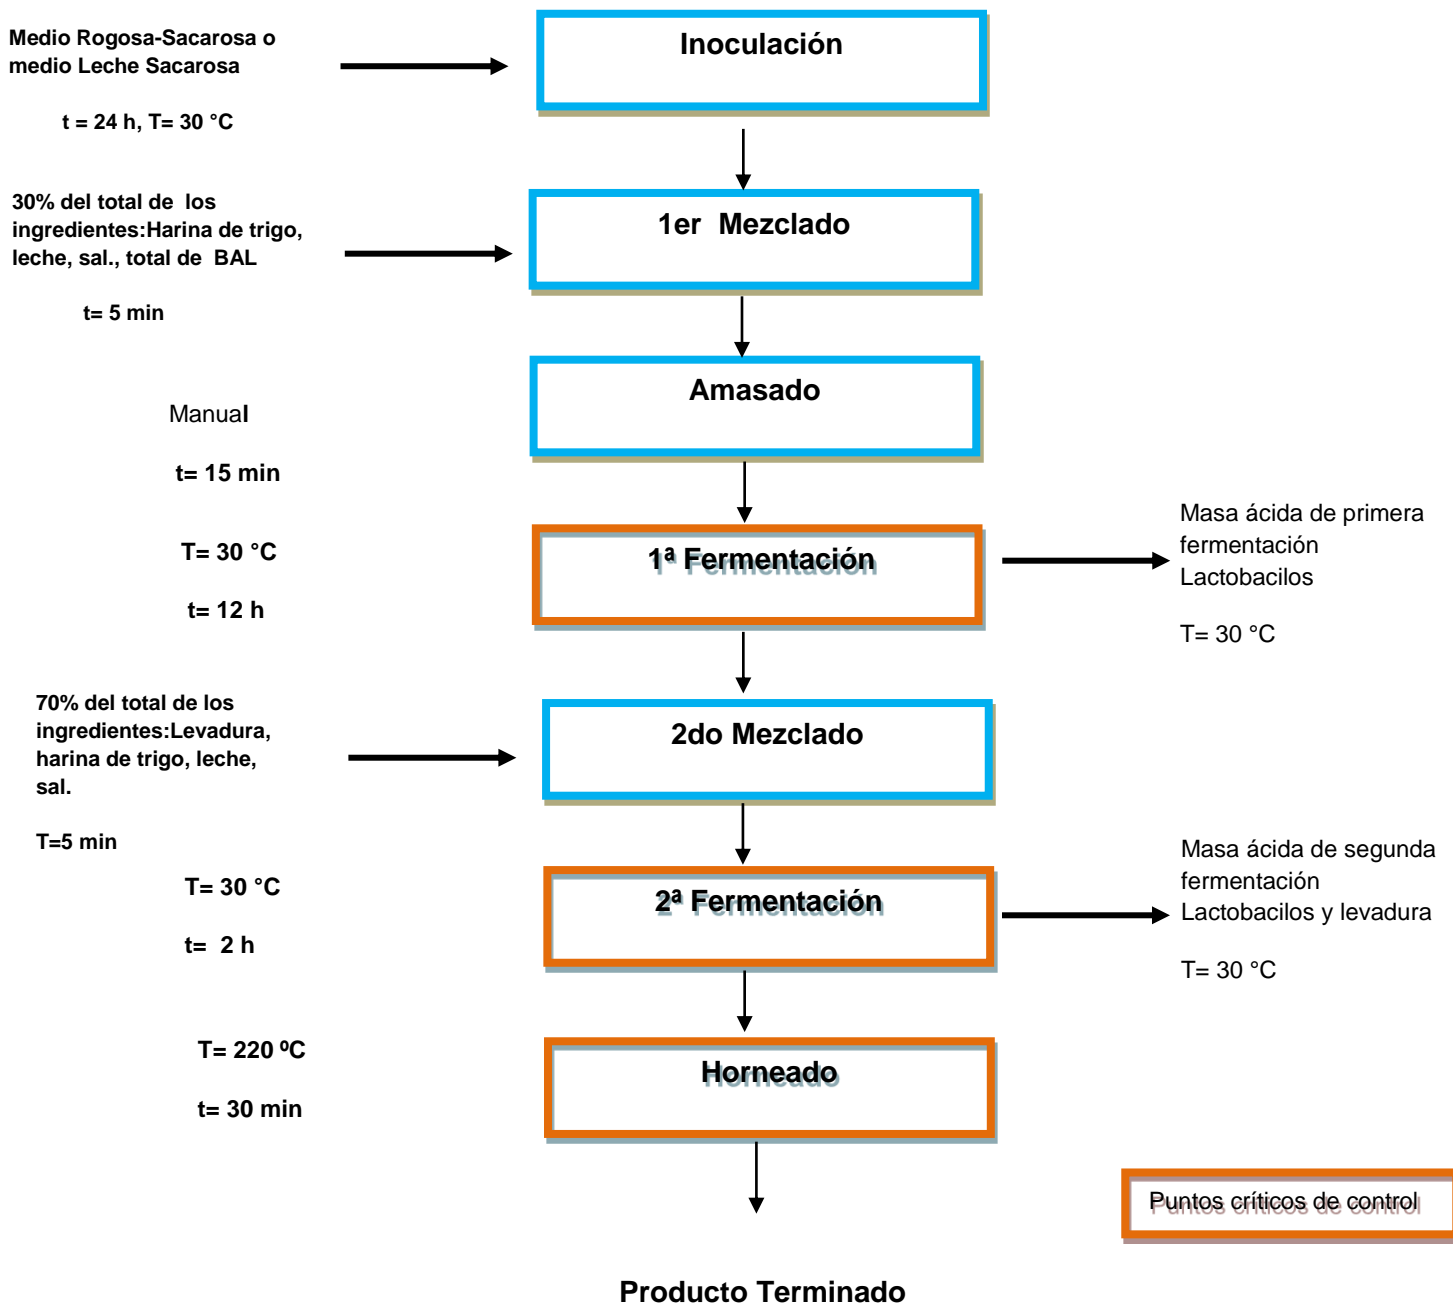 Medio Rogosa-Sacarosa o
medio Leche Sacarosa
t = 24 h, T= 30 °C
Inoculación
30% del total de los
ingredientes:Harina de trigo,
leche, sal., total de BAL
t= 5 min
1er Mezclado
Amasado
Manual
t= 15 min
T= 30 °C
t= 12 h
1ª Fermentación
Masa ácida de primera
fermentación
Lactobacilos
T= 30 °C
70% del total de los
ingredientes:Levadura,
harina de trigo, leche,
sal.
T=5 min
2do Mezclado
T= 30 °C
t= 2 h
2ª Fermentación
Masa ácida de segunda
fermentación
Lactobacilos y levadura
T= 30 °C
T= 220 ºC
t= 30 min
Horneado
Puntos críticos de control
Producto Terminado